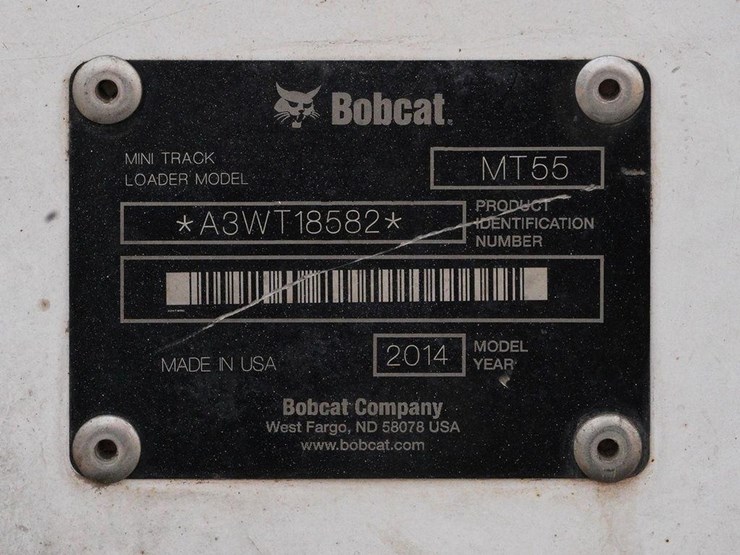 Bobcat
MINI TRACK
LOADER MODEL
MT55
*A3WT18582*
PRODUCT
IDENTIFICATION
NUMBER
MADE IN USA
2014
MODEL
YEAR
Bobcat Company
West Fargo, ND 58078 USA
www.bobcat.com